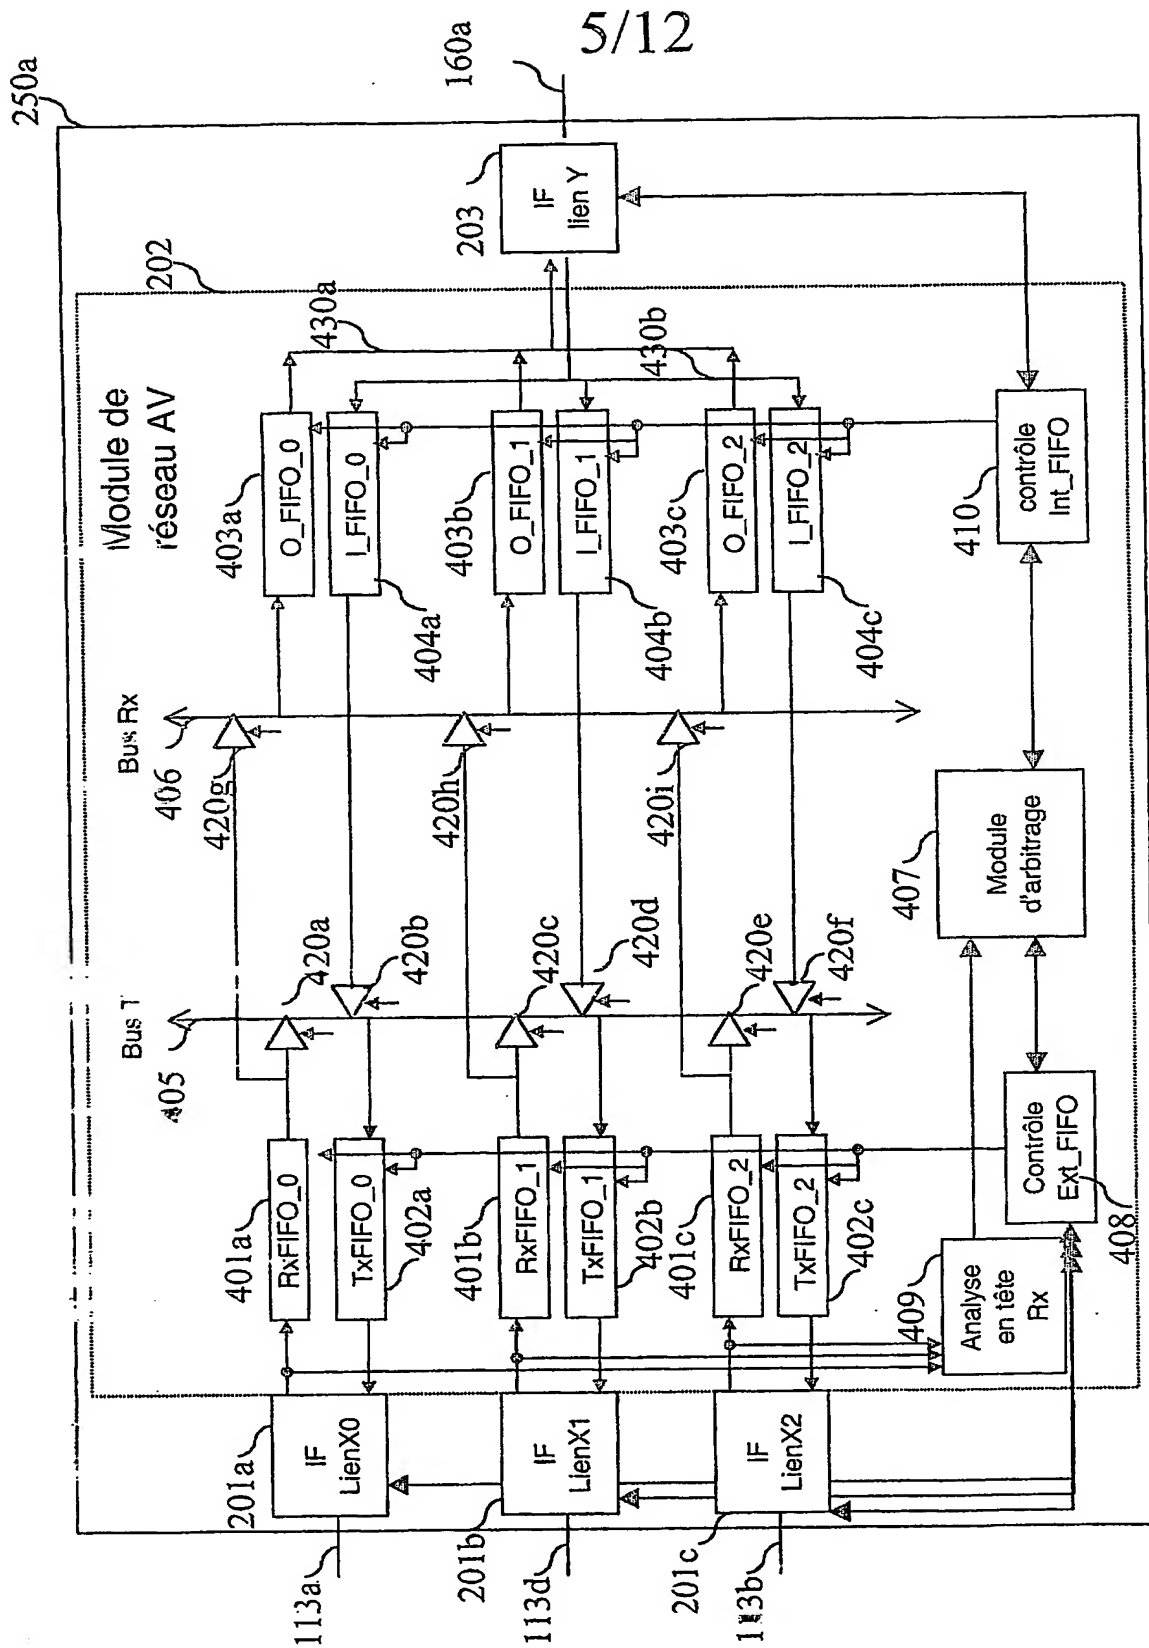 5/12
250a
160a
202
Module de
réseau AV
430a
203
IF
lien Y
430b
403a
O_FIFO_0
I_FIFO_0
404a
403b
O_FIFO_1
I_FIFO_1
404b
403c
O_FIFO_2
I_FIFO_2
404c
410
contrôle
Int_FIFO
Bus Rx
406
420g
420h
420i
407
Module
d'arbitrage
Bus T
405
420a
420b
420c
420d
420e
420f
401a
RxFIFO_0
TxFIFO_0
402a
401b
RxFIFO_1
TxFIFO_1
402b
401c
RxFIFO_2
TxFIFO_2
402c
409
Analyse
en tête
Rx
Contrôle
Ext_FIFO
408
201a
IF
LienX0
201b
IF
LienX1
201c
IF
LienX2
113a
113d
113b